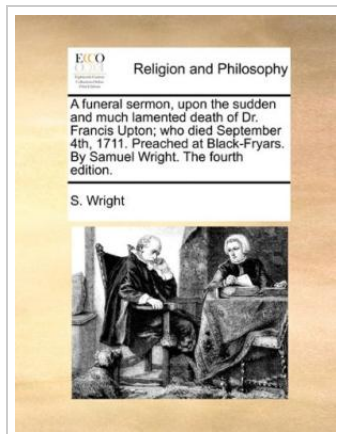 ECCO
Religion and Philosophy
A funeral sermon, upon the sudden
and much lamented death of Dr.
Francis Upton; who died September
4th, 1711. Preached at Black-Fryars.
By Samuel Wright. The fourth
edition.
S. Wright